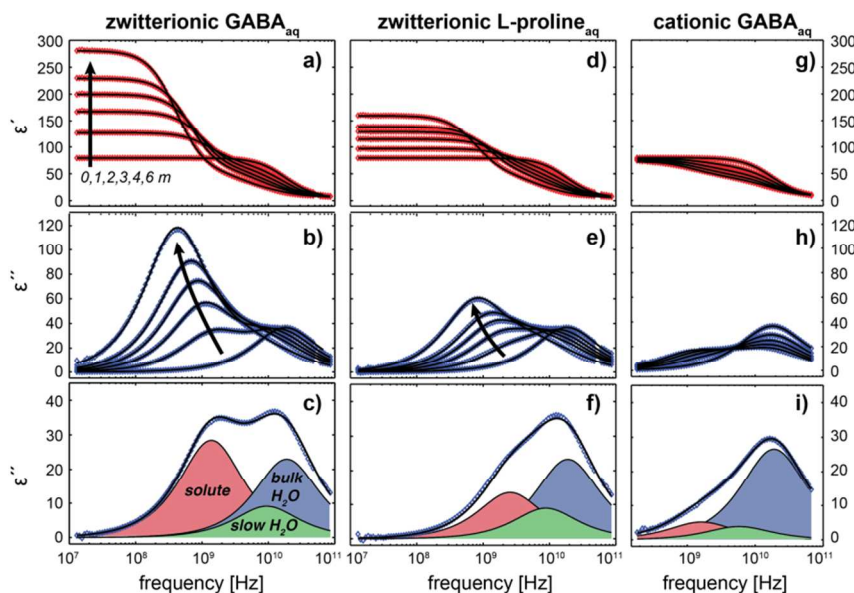 zwitterionic GABAaq zwitterionic L-prolineaq cationic GABAaq
300 a) d) g) 300
250 250
200 200
150 150
100 100
50 0,1,2,3,4,6 m 50
0 0
ε´
120 b) e) h) 120
100 100
80 80
60 60
40 40
20 20
0 0
ε´´
40 c) f) i) 40
30 30
20 20
10 10
0 0
ε´´
solute
bulk
H2O
slow H2O
10^7 10^8 10^9 10^10 10^11 10^7 10^8 10^9 10^10 10^9 10^10 10^11
frequency [Hz] frequency [Hz] frequency [Hz]